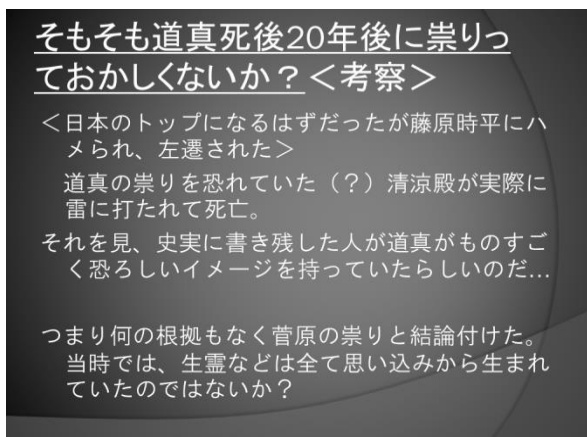 そもそも道真死後20年後に祟りっ
ておかしくないか？＜考察＞
＜日本のトップになるはずだったが藤原時平にハ
メられ、左遷された＞
道真の祟りを恐れていた（？）清涼殿が実際に
雷に打たれて死亡。
それを見、史実に書き残した人が道真がものすご
く恐ろしいイメージを持っていたらしいのだ…
つまり何の根拠もなく菅原の祟りと結論付けた。
当時では、生霊などは全て思い込みから生まれ
ていたのではないか？